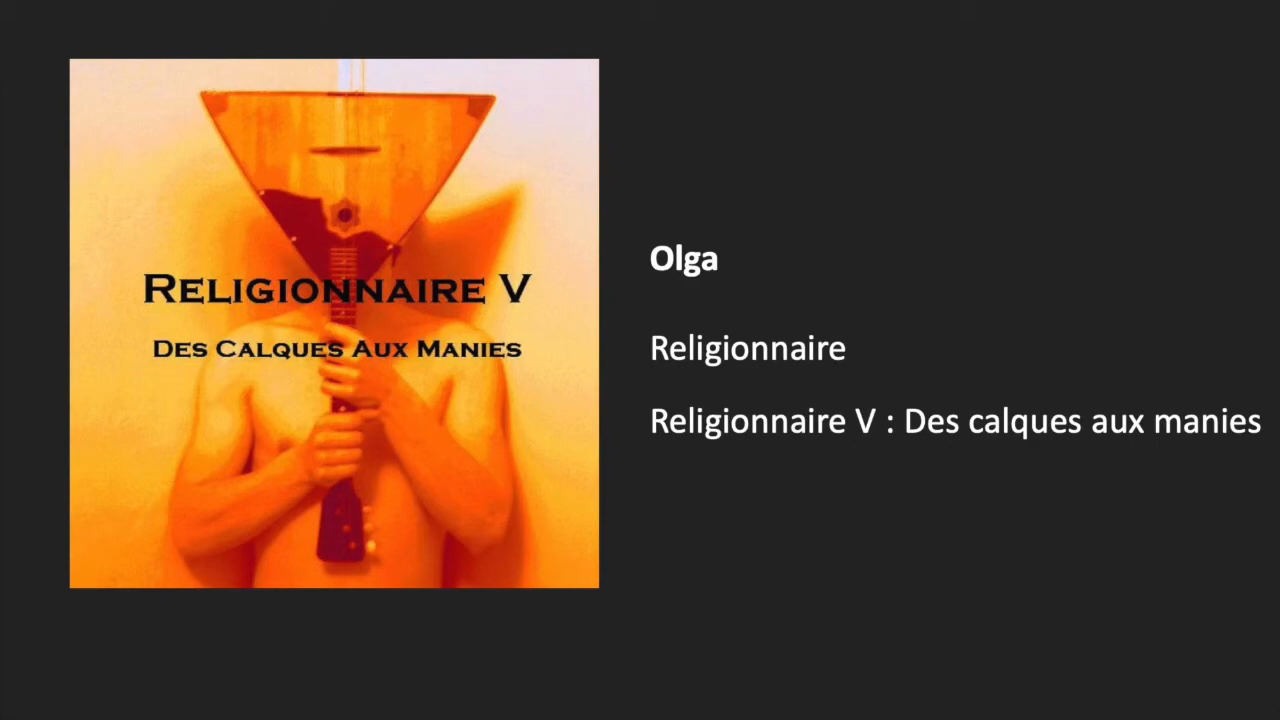 Religionnaire V
Des Calques Aux Manies
Olga
Religionnaire
Religionnaire V : Des calques aux manies